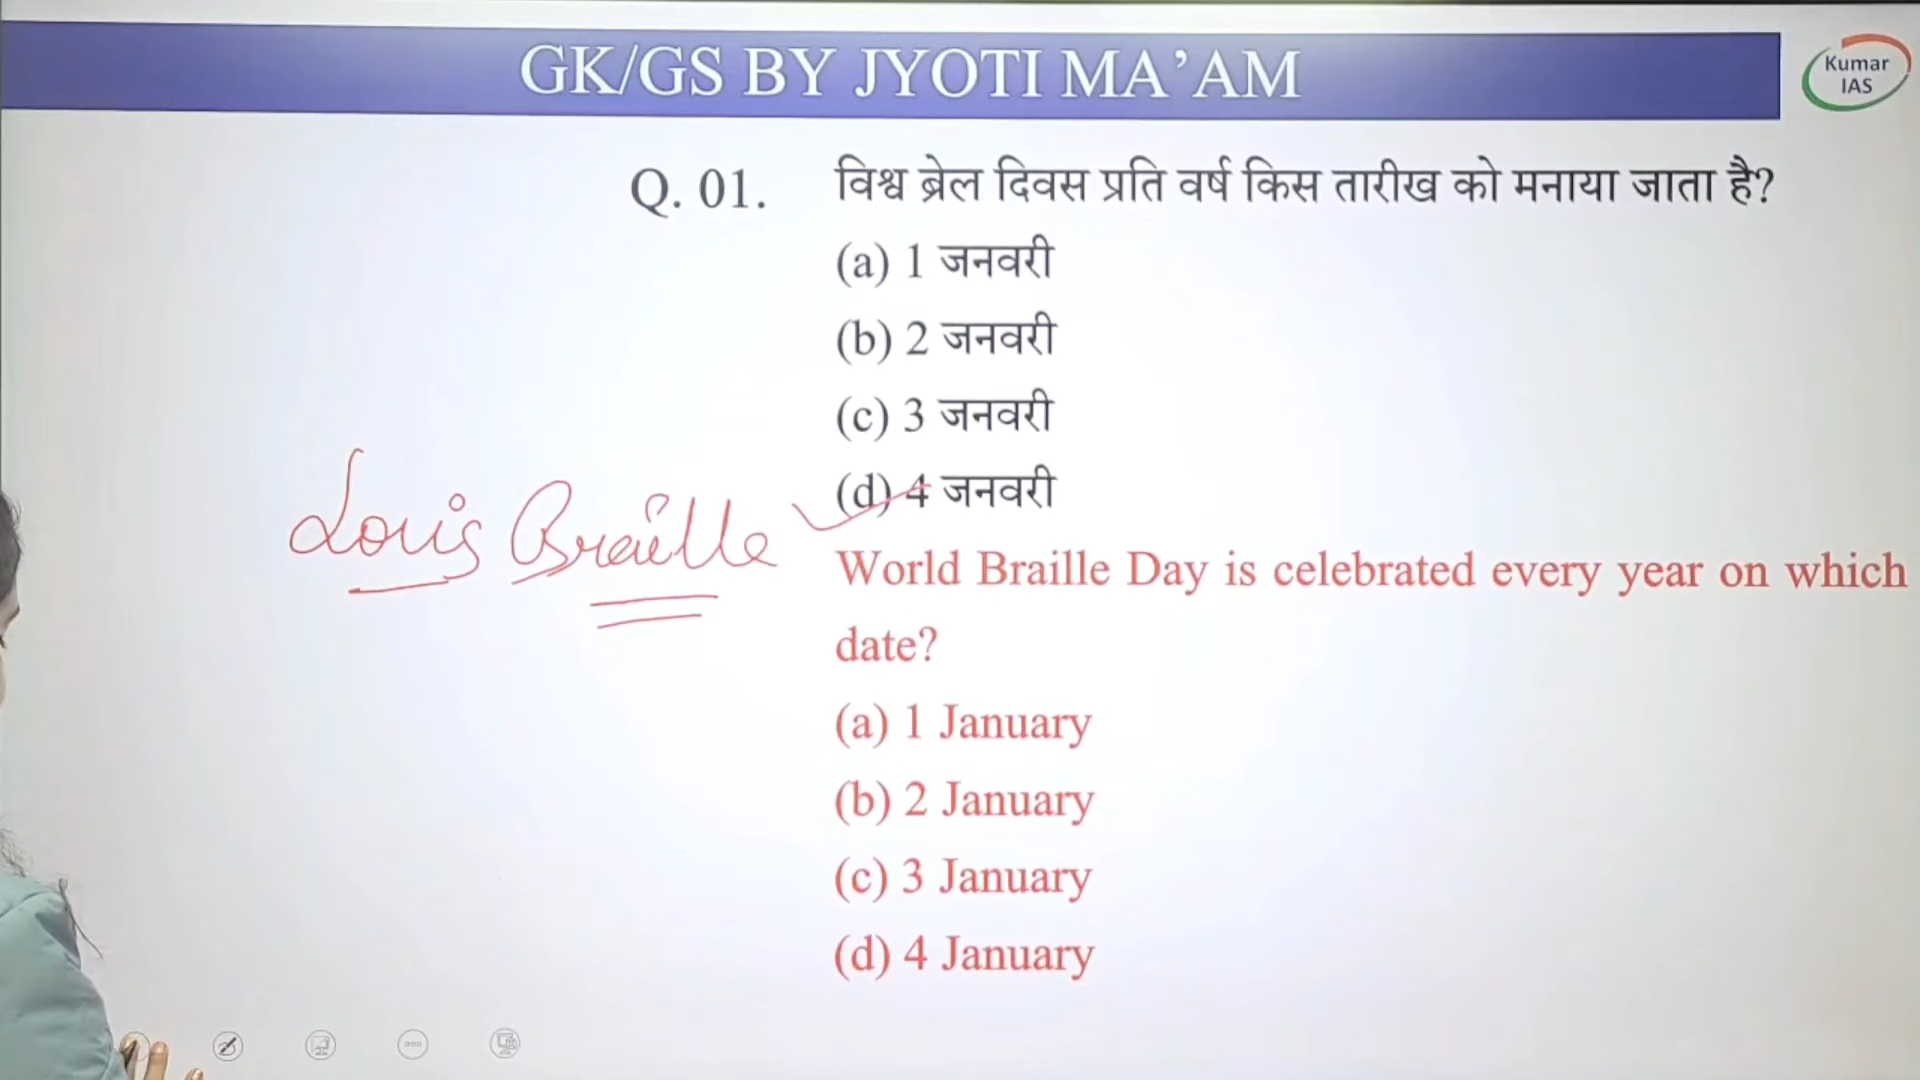 GK/GS BY JYOTI MA’AM
Kumar
IAS
Q. 01. विश्व ब्रेल दिवस प्रति वर्ष किस तारीख को मनाया जाता है?
(a) 1 जनवरी
(b) 2 जनवरी
(c) 3 जनवरी
(d) 4 जनवरी
Louis Braille
World Braille Day is celebrated every year on which
date?
(a) 1 January
(b) 2 January
(c) 3 January
(d) 4 January